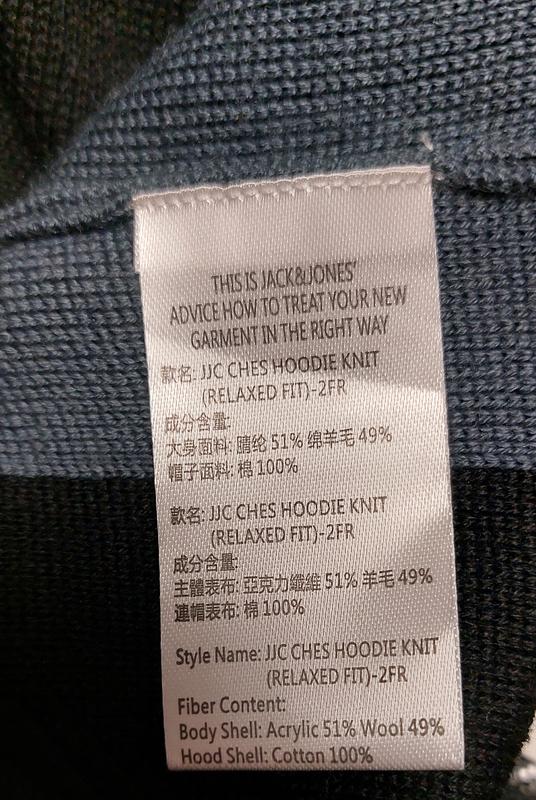 THIS IS JACK&JONES'
ADVICE HOW TO TREAT YOUR NEW
GARMENT IN THE RIGHT WAY
款名: JJC CHES HOODIE KNIT
(RELAXED FIT)-2FR
成分含量:
大身面料: 腈纶 51% 绵羊毛 49%
帽子面料: 棉 100%
款名: JJC CHES HOODIE KNIT
(RELAXED FIT)-2FR
成分含量:
主體表布: 亞克力纖維 51% 羊毛 49%
連帽表布: 棉 100%
Style Name: JJC CHES HOODIE KNIT
(RELAXED FIT)-2FR
Fiber Content:
Body Shell: Acrylic 51% Wool 49%
Hood Shell: Cotton 100%